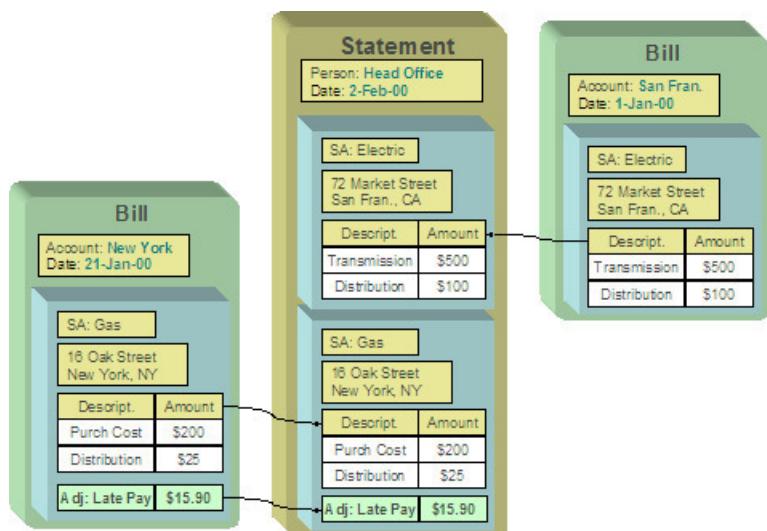 Statement
Person: Head Office
Date: 2-Feb-00
SA: Electric
72 Market Street
San Fran., CA
Descript. Amount
Transmission $500
Distribution $100
SA: Gas
16 Oak Street
New York, NY
Descript. Amount
Purch Cost $200
Distribution $25
Adj: Late Pay $15.90
Bill
Account: San Fran.
Date: 1-Jan-00
SA: Electric
72 Market Street
San Fran., CA
Descript. Amount
Transmission $500
Distribution $100
Bill
Account: New York
Date: 21-Jan-00
SA: Gas
16 Oak Street
New York, NY
Descript. Amount
Purch Cost $200
Distribution $25
Adj: Late Pay $15.90